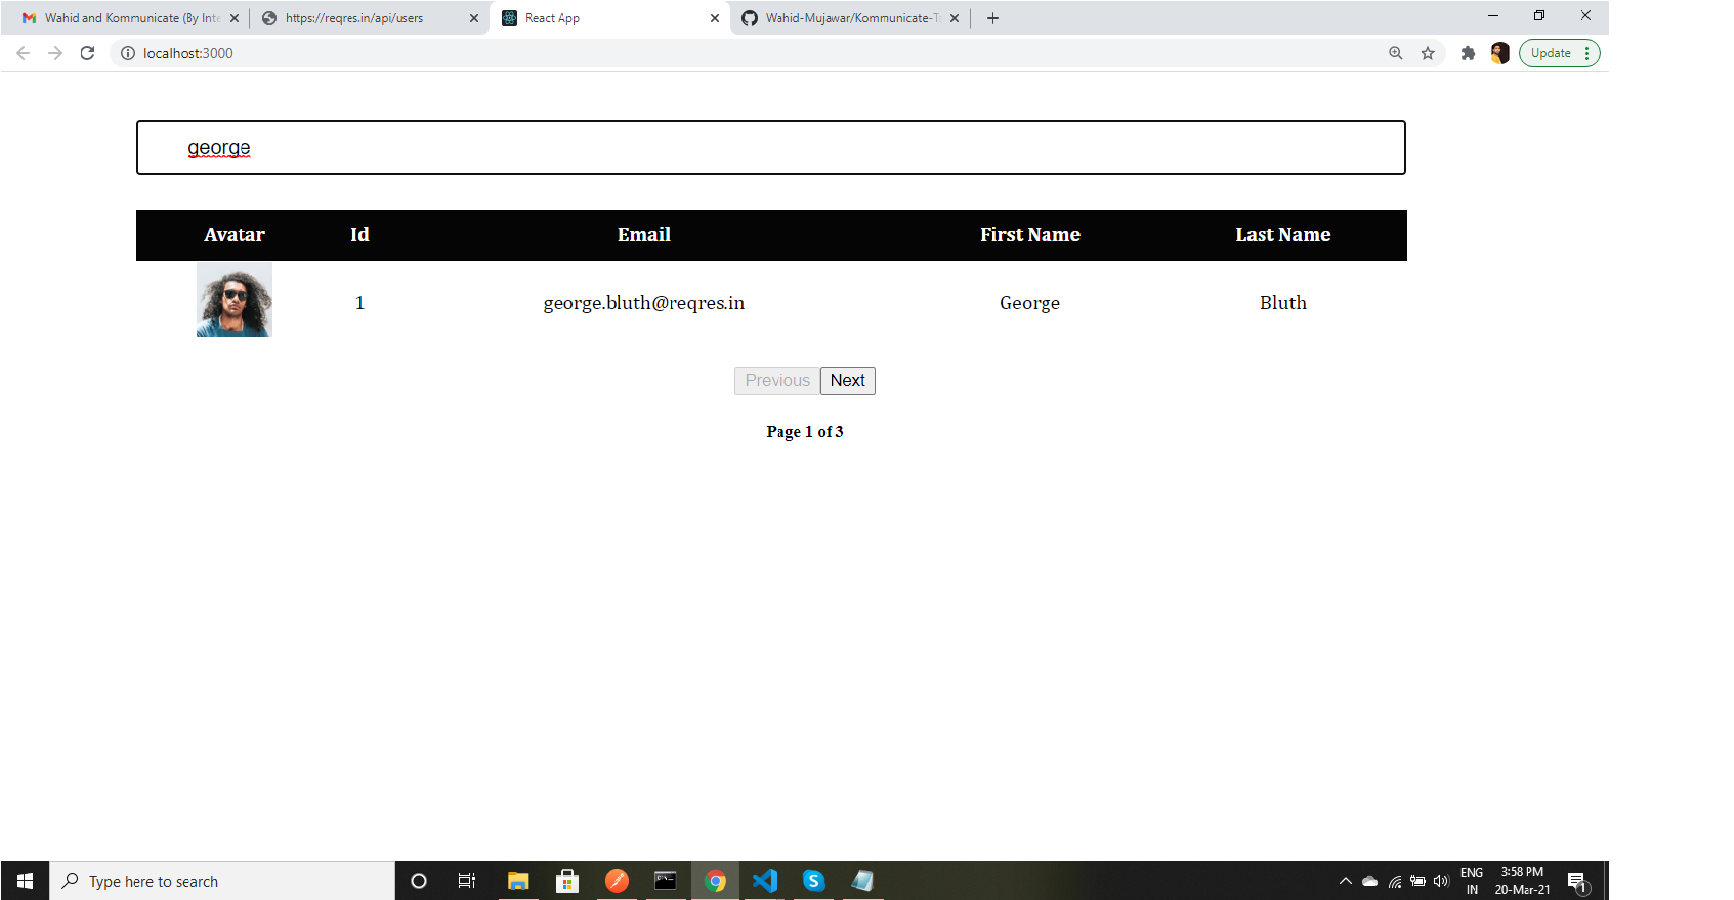 Wahid and Kommunicate (By Inte
https://reqres.in/api/users
React App
Wahid-Mujawar/Kommunicate-T
localhost:3000
Update
george
Avatar Id Email First Name Last Name
1 george.bluth@reqres.in George Bluth
Previous Next
Page 1 of 3
Type here to search
ENG
IN
3:58 PM
20-Mar-21
1